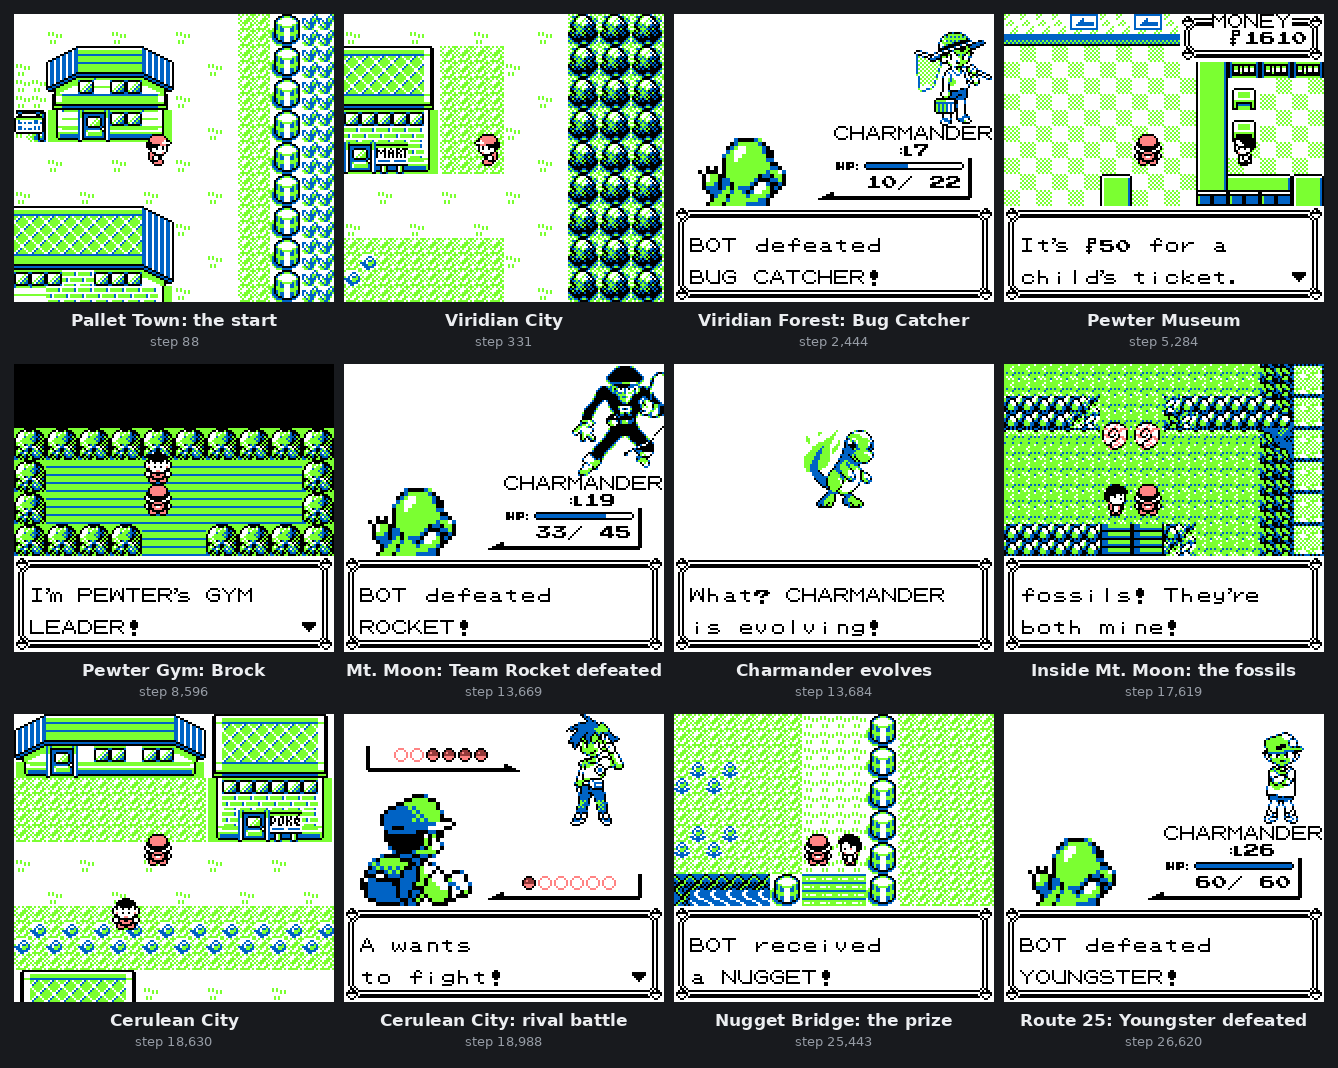 MART
CHARMANDER
:L7
HP:
10/ 22
BOT defeated
BUG CATCHER!
MONEY
₽1610
It's ₽50 for a
child's ticket.
Pallet Town: the start
step 88
Viridian City
step 331
Viridian Forest: Bug Catcher
step 2,444
Pewter Museum
step 5,284
I'm PEWTER's GYM
LEADER!
R
CHARMANDER
:L19
HP:
33/ 45
BOT defeated
ROCKET!
What? CHARMANDER
is evolving!
fossils! They're
both mine!
Pewter Gym: Brock
step 8,596
Mt. Moon: Team Rocket defeated
step 13,669
Charmander evolves
step 13,684
Inside Mt. Moon: the fossils
step 17,619
POKé
A wants
to fight!
BOT received
a NUGGET!
CHARMANDER
:L26
HP:
60/ 60
BOT defeated
YOUNGSTER!
Cerulean City
step 18,630
Cerulean City: rival battle
step 18,988
Nugget Bridge: the prize
step 25,443
Route 25: Youngster defeated
step 26,620